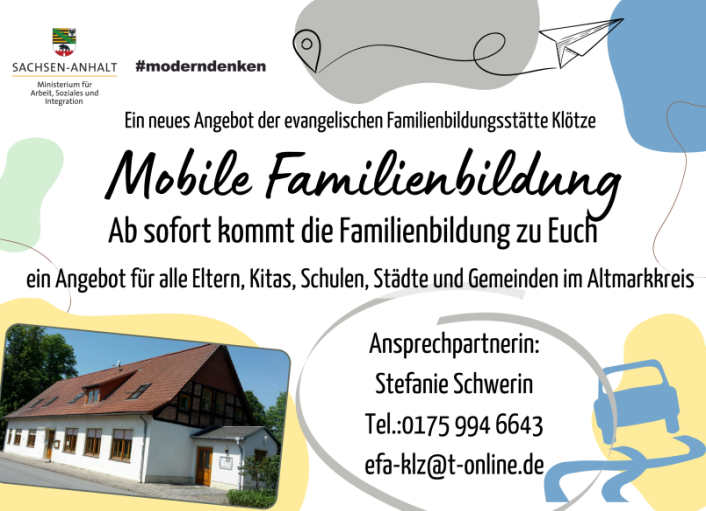 SACHSEN-ANHALT
#moderndenken
Ministerium für
Arbeit, Soziales und
Integration
Ein neues Angebot der evangelischen Familienbildungsstätte Klötze
Mobile Familienbildung
Ab sofort kommt die Familienbildung zu Euch
ein Angebot für alle Eltern, Kitas, Schulen, Städte und Gemeinden im Altmarkkreis
Ansprechpartnerin:
Stefanie Schwerin
Tel.:0175 994 6643
efa-klz@t-online.de